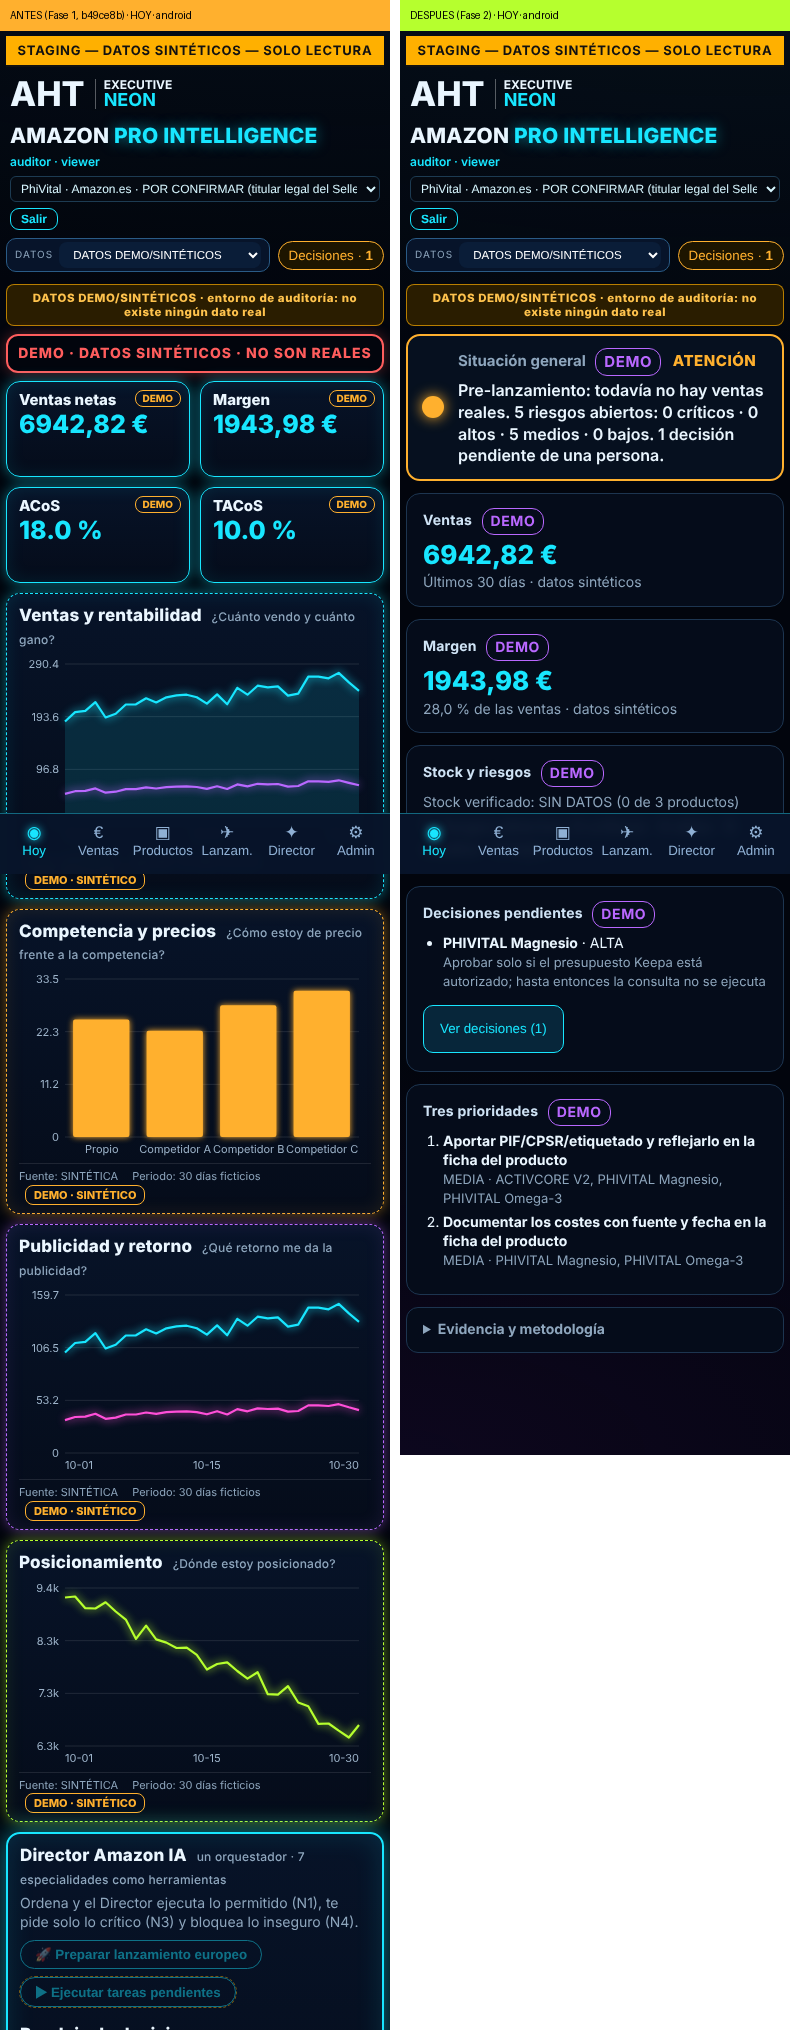 ANTES (Fase 1, b49ce8b) · HOY · android
STAGING — DATOS SINTÉTICOS — SOLO LECTURA
AHT
EXECUTIVE
NEON
AMAZON PRO INTELLIGENCE
auditor · viewer
PhiVital · Amazon.es · POR CONFIRMAR (titular legal del Selle
Salir
DATOS DATOS DEMO/SINTÉTICOS
Decisiones · 1
DATOS DEMO/SINTÉTICOS · entorno de auditoría: no
existe ningún dato real
DEMO · DATOS SINTÉTICOS · NO SON REALES
Ventas netas DEMO
6942,82 €
Margen DEMO
1943,98 €
ACoS DEMO
18.0 %
TACoS DEMO
10.0 %
Ventas y rentabilidad ¿Cuánto vendo y cuánto
gano?
290.4
193.6
96.8
◉ € ▣ ✈ ✦ ⚙
Hoy Ventas Productos Lanzam. Director Admin
DEMO · SINTÉTICO
Competencia y precios ¿Cómo estoy de precio
frente a la competencia?
33.5
22.3
11.2
0
Propio Competidor A Competidor B Competidor C
Fuente: SINTÉTICA Periodo: 30 días ficticios
DEMO · SINTÉTICO
Publicidad y retorno ¿Qué retorno me da la
publicidad?
159.7
106.5
53.2
0
10-01 10-15 10-30
Fuente: SINTÉTICA Periodo: 30 días ficticios
DEMO · SINTÉTICO
Posicionamiento ¿Dónde estoy posicionado?
9.4k
8.3k
7.3k
6.3k
10-01 10-15 10-30
Fuente: SINTÉTICA Periodo: 30 días ficticios
DEMO · SINTÉTICO
Director Amazon IA un orquestador · 7
especialidades como herramientas
Ordena y el Director ejecuta lo permitido (N1), te
pide solo lo crítico (N3) y bloquea lo inseguro (N4).
🚀 Preparar lanzamiento europeo
▶ Ejecutar tareas pendientes
DESPUES (Fase 2) · HOY · android
STAGING — DATOS SINTÉTICOS — SOLO LECTURA
AHT
EXECUTIVE
NEON
AMAZON PRO INTELLIGENCE
auditor · viewer
PhiVital · Amazon.es · POR CONFIRMAR (titular legal del Selle
Salir
DATOS DATOS DEMO/SINTÉTICOS
Decisiones · 1
DATOS DEMO/SINTÉTICOS · entorno de auditoría: no
existe ningún dato real
Situación general DEMO ATENCIÓN
Pre-lanzamiento: todavía no hay ventas
reales. 5 riesgos abiertos: 0 críticos · 0
altos · 5 medios · 0 bajos. 1 decisión
pendiente de una persona.
Ventas DEMO
6942,82 €
Últimos 30 días · datos sintéticos
Margen DEMO
1943,98 €
28,0 % de las ventas · datos sintéticos
Stock y riesgos DEMO
Stock verificado: SIN DATOS (0 de 3 productos)
◉ € ▣ ✈ ✦ ⚙
Hoy Ventas Productos Lanzam. Director Admin
Decisiones pendientes DEMO
• PHIVITAL Magnesio · ALTA
Aprobar solo si el presupuesto Keepa está
autorizado; hasta entonces la consulta no se ejecuta
Ver decisiones (1)
Tres prioridades DEMO
1. Aportar PIF/CPSR/etiquetado y reflejarlo en la
ficha del producto
MEDIA · ACTIVCORE V2, PHIVITAL Magnesio,
PHIVITAL Omega-3
2. Documentar los costes con fuente y fecha en la
ficha del producto
MEDIA · PHIVITAL Magnesio, PHIVITAL Omega-3
▶ Evidencia y metodología